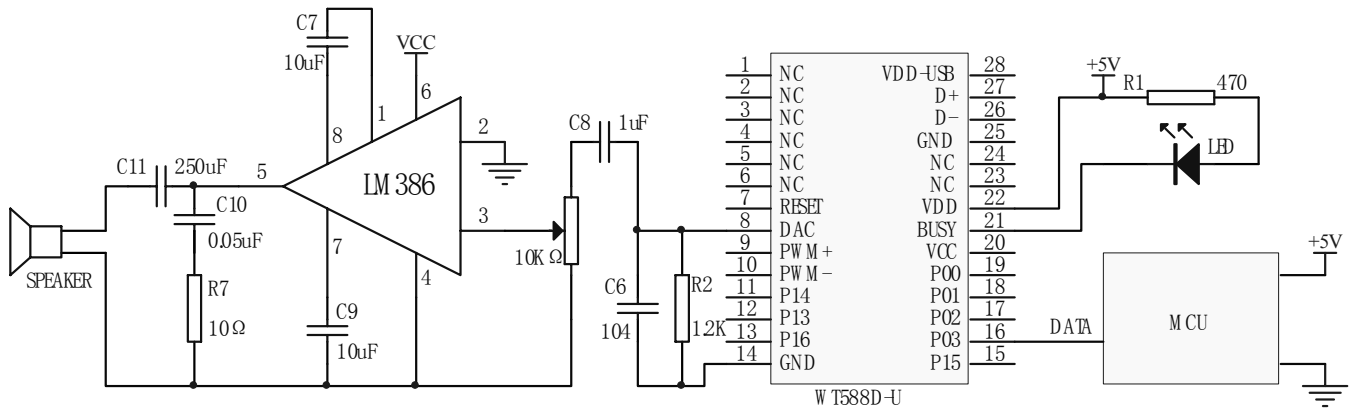 C7
10uF
VCC
6
1
8
2
C8
1uF
C11
250uF
5
LM386
C10
0.05uF
7
3
10KΩ
4
SPEAKER
R7
10Ω
C9
10uF
C6
104
R2
1.2K
1 NC VDD-USB 28
2 NC D+ 27
3 NC D- 26
4 NC GND 25
5 NC NC 24
6 NC NC 23
7 RESET VDD 22
8 DAC BUSY 21
9 PWM+ VCC 20
10 PWM- P00 19
11 P14 P01 18
12 P13 P02 17
13 P16 P03 16
14 GND P15 15
WT588D-U
+5V
R1
470
LED
+5V
DATA
MCU